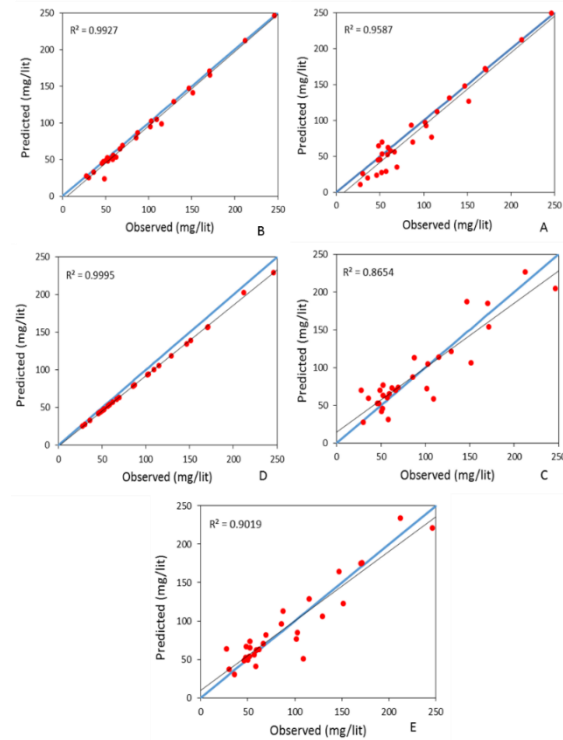 250
R² = 0.9927
200
150
100
50
0
0 50 100 150 200 250
Predicted (mg/lit)
Observed (mg/lit)
B
250
R² = 0.9587
200
150
100
50
0
0 50 100 150 200 250
Predicted (mg/lit)
Observed (mg/lit)
A
250
R² = 0.9995
200
150
100
50
0
0 50 100 150 200 250
Predicted (mg/lit)
Observed (mg/lit)
D
250
R² = 0.8654
200
150
100
50
0
0 50 100 150 200 250
Predicted (mg/lit)
Observed (mg/lit)
C
250
R² = 0.9019
200
150
100
50
0
0 50 100 150 200 250
Predicted (mg/lit)
Observed (mg/lit)
E